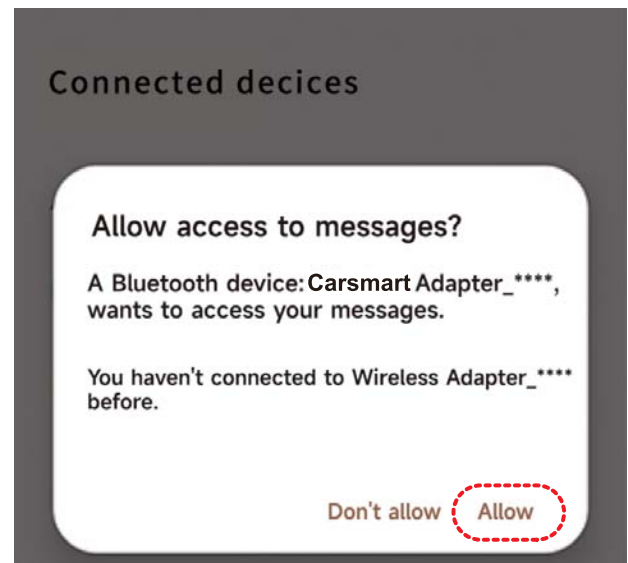 Connected decices
Allow access to messages?
A Bluetooth device: Carsmart Adapter_****,
wants to access your messages.
You haven't connected to Wireless Adapter_****
before.
Don't allow Allow